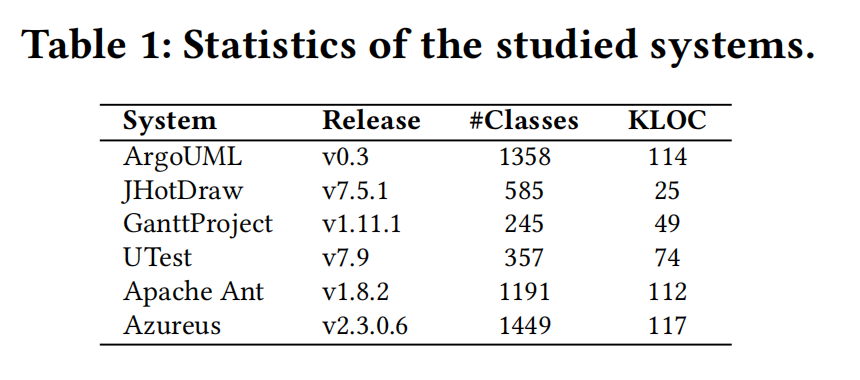 Table 1: Statistics of the studied systems.
System Release #Classes KLOC
ArgoUML v0.3 1358 114
JHotDraw v7.5.1 585 25
GanttProject v1.11.1 245 49
UTest v7.9 357 74
Apache Ant v1.8.2 1191 112
Azureus v2.3.0.6 1449 117